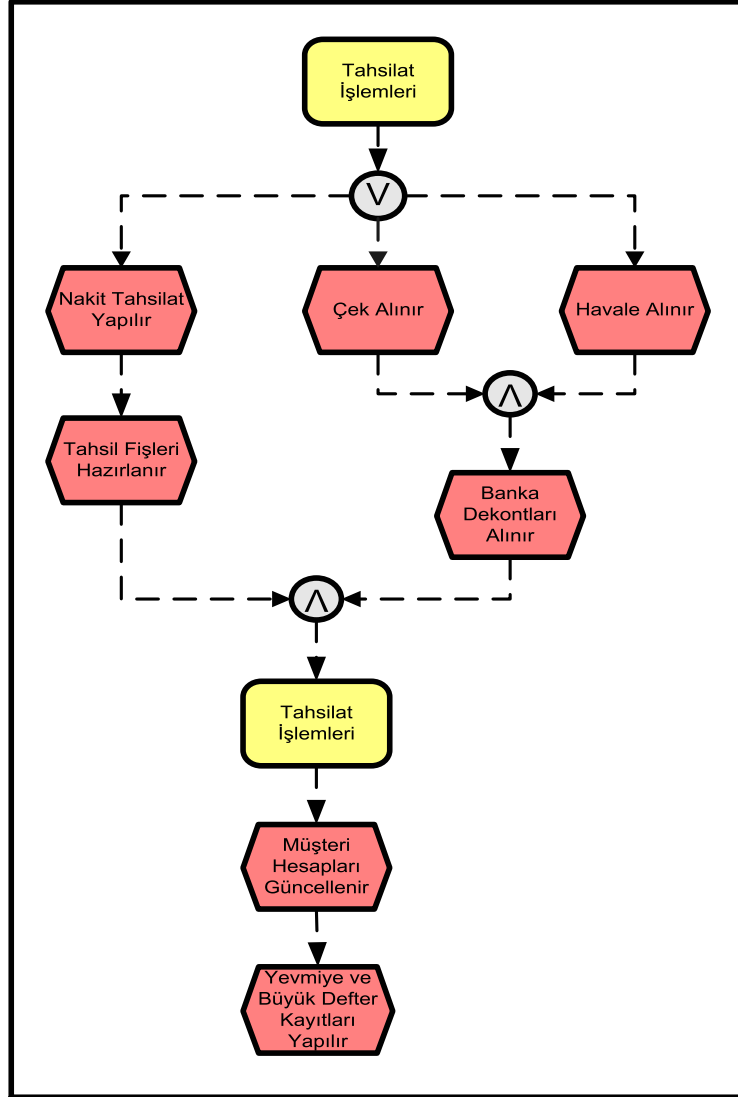 Tahsilat
İşlemleri
V
Nakit Tahsilat
Yapılır
Çek Alınır
Havale Alınır
Λ
Tahsil Fişleri
Hazırlanır
Banka
Dekontları
Alınır
Λ
Tahsilat
İşlemleri
Müşteri
Hesapları
Güncellenir
Yevmiye ve
Büyük Defter
Kayıtları
Yapılır